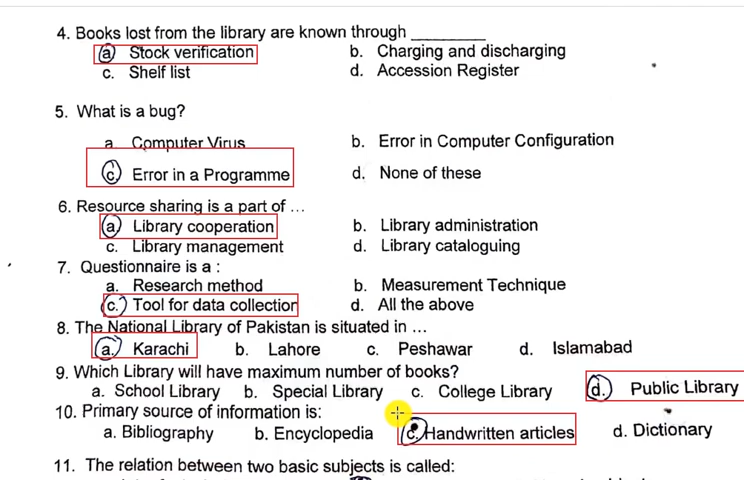 4. Books lost from the library are known through ________
a Stock verification b. Charging and discharging
c. Shelf list d. Accession Register
5. What is a bug?
a. Computer Virus b. Error in Computer Configuration
c. Error in a Programme d. None of these
6. Resource sharing is a part of ...
a Library cooperation b. Library administration
c. Library management d. Library cataloguing
7. Questionnaire is a :
a. Research method b. Measurement Technique
c. Tool for data collection d. All the above
8. The National Library of Pakistan is situated in ...
a. Karachi b. Lahore c. Peshawar d. Islamabad
9. Which Library will have maximum number of books?
a. School Library b. Special Library c. College Library d. Public Library
10. Primary source of information is:
a. Bibliography b. Encyclopedia c. Handwritten articles d. Dictionary
11. The relation between two basic subjects is called: